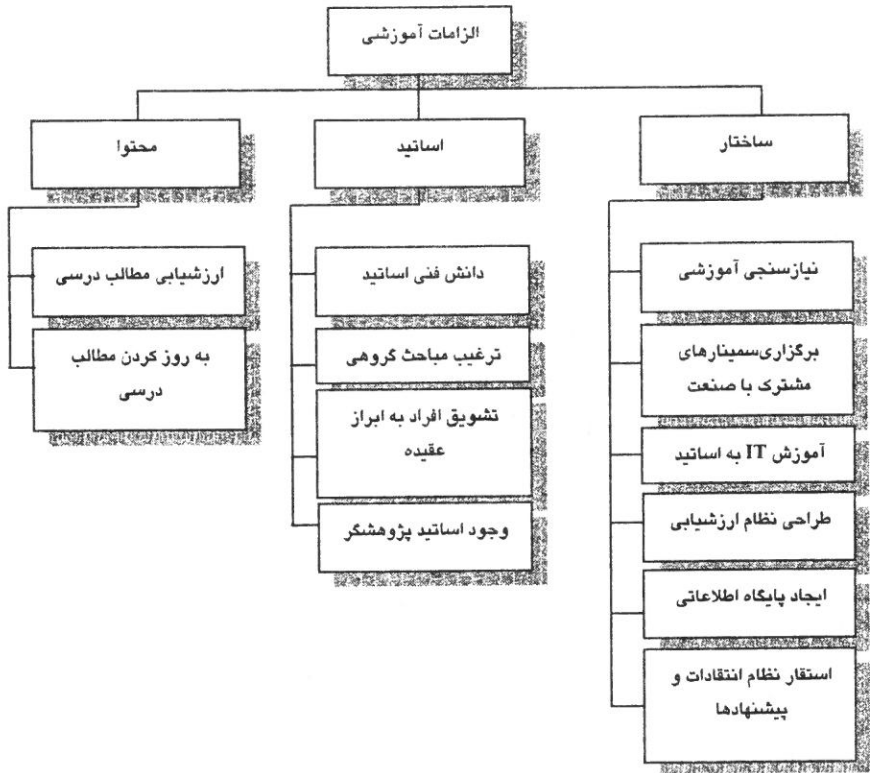 الزامات آموزشی
ساختار
نیازسنجی آموزشی
برگزاری‌سمینارهای
مشترک با صنعت
آموزش IT به اساتید
طراحی نظام ارزشیابی
ایجاد پایگاه اطلاعاتی
استقرار نظام انتقادات و
پیشنهادها
اساتید
دانش فنی اساتید
ترغیب مباحث گروهی
تشویق افراد به ابراز
عقیده
وجود اساتید پژوهشگر
محتوا
ارزشیابی مطالب درسی
به روز کردن مطالب
درسی